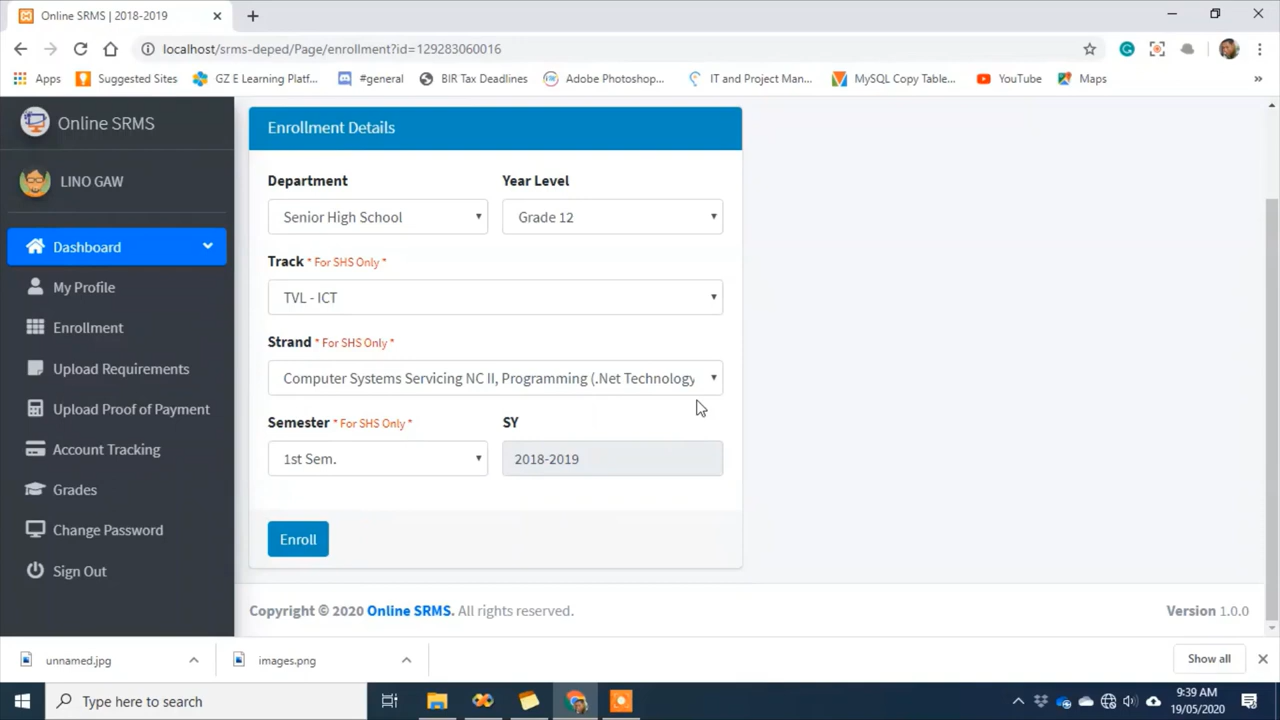 Online SRMS | 2018-2019
localhost/srms-deped/Page/enrollment?id=129283060016
Apps Suggested Sites GZ E Learning Platf... #general BIR Tax Deadlines Adobe Photoshop... IT and Project Man... MySQL Copy Table... YouTube Maps »
Online SRMS
LINO GAW
Dashboard
My Profile
Enrollment
Upload Requirements
Upload Proof of Payment
Account Tracking
Grades
Change Password
Sign Out
Enrollment Details
Department Year Level
Senior High School Grade 12
Track * For SHS Only *
TVL - ICT
Strand * For SHS Only *
Computer Systems Servicing NC II, Programming (.Net Technology
Semester * For SHS Only * SY
1st Sem. 2018-2019
Enroll
Copyright © 2020 Online SRMS. All rights reserved. Version 1.0.0
unnamed.jpg images.png Show all
Type here to search 9:39 AM
19/05/2020